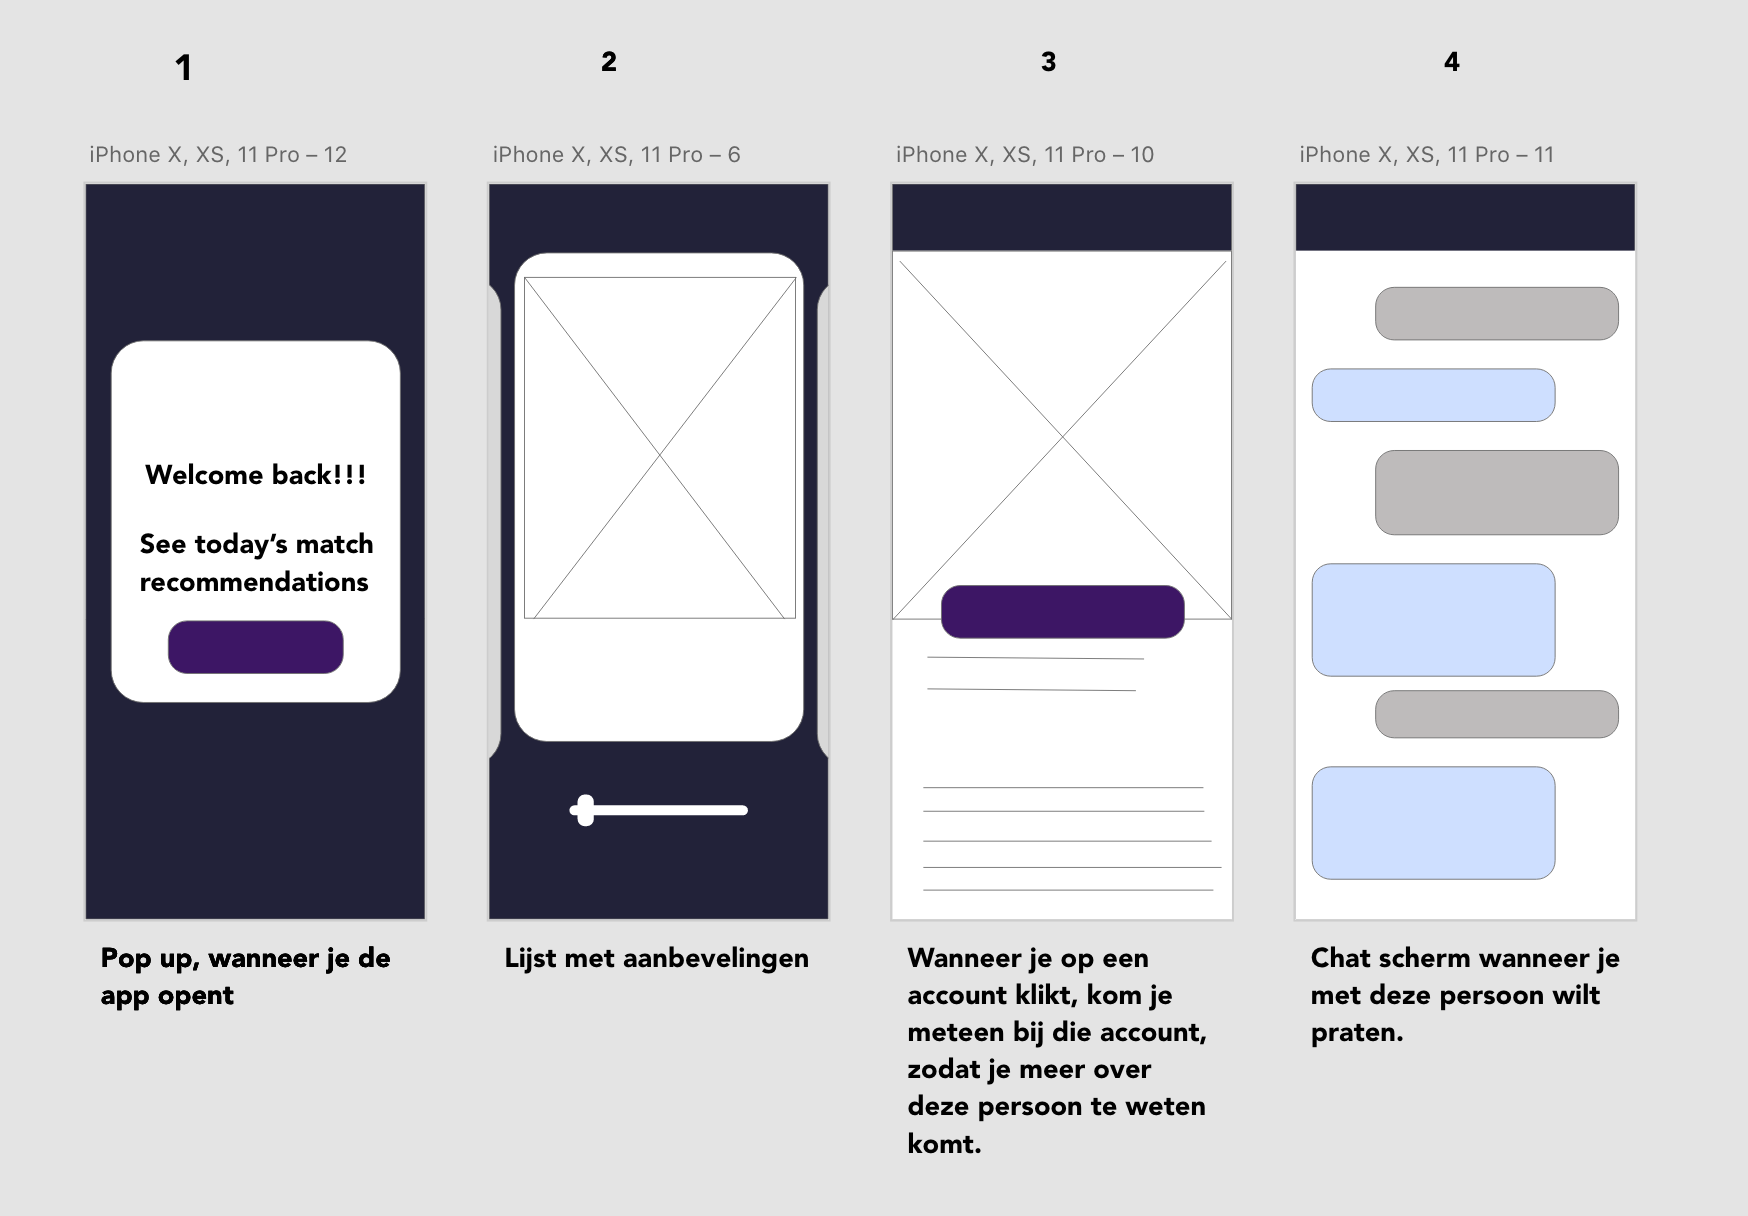 1
2
3
4
iPhone X, XS, 11 Pro – 12
iPhone X, XS, 11 Pro – 6
iPhone X, XS, 11 Pro – 10
iPhone X, XS, 11 Pro – 11
Welcome back!!!
See today’s match
recommendations
Pop up, wanneer je de
app opent
Lijst met aanbevelingen
Wanneer je op een
account klikt, kom je
meteen bij die account,
zodat je meer over
deze persoon te weten
komt.
Chat scherm wanneer je
met deze persoon wilt
praten.